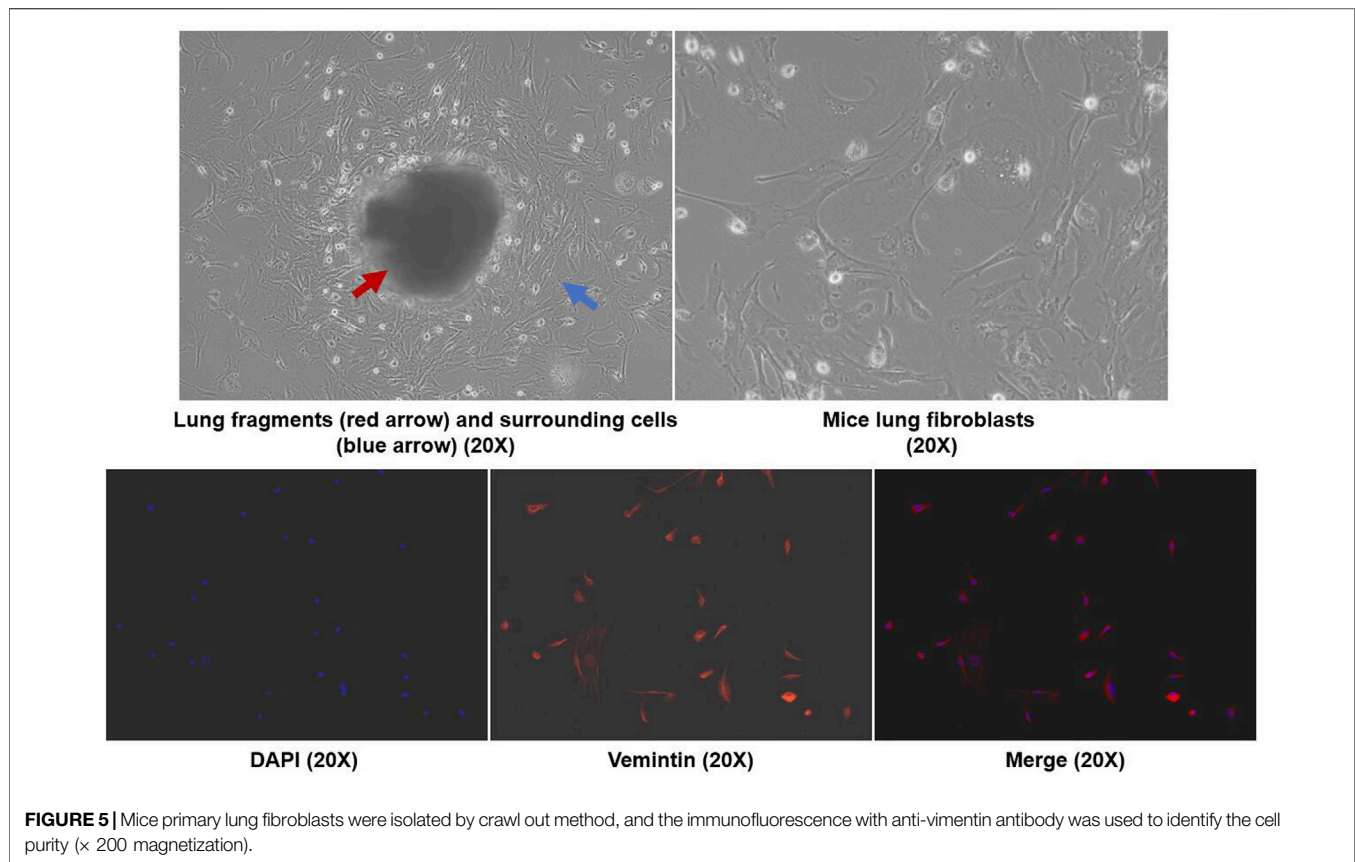 Lung fragments (red arrow) and surrounding cells
(blue arrow) (20X)
Mice lung fibroblasts
(20X)
DAPI (20X)
Vemintin (20X)
Merge (20X)
FIGURE 5 | Mice primary lung fibroblasts were isolated by crawl out method, and the immunofluorescence with anti-vimentin antibody was used to identify the cell
purity (× 200 magnetization).